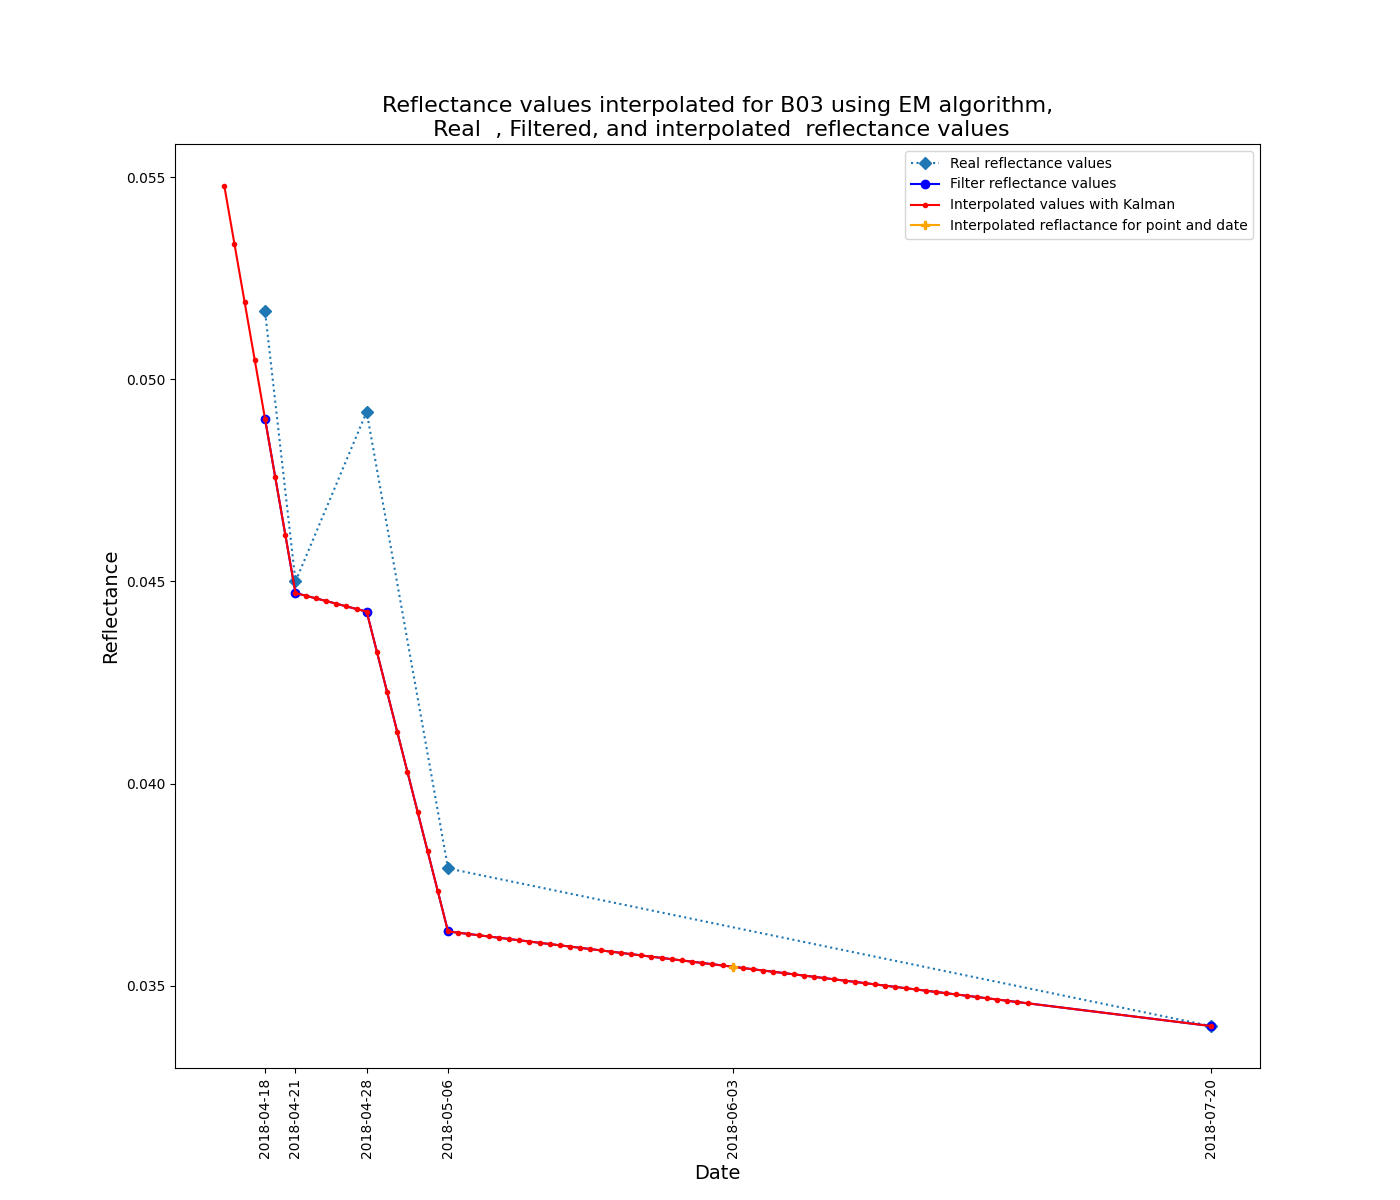 Reflectance values interpolated for B03 using EM algorithm,
Real  , Filtered, and interpolated  reflectance values
Real reflectance values
Filter reflectance values
Interpolated values with Kalman
Interpolated reflactance for point and date
0.055
0.050
0.045
0.040
0.035
Reflectance
2018-04-18
2018-04-21
2018-04-28
2018-05-06
2018-06-03
2018-07-20
Date